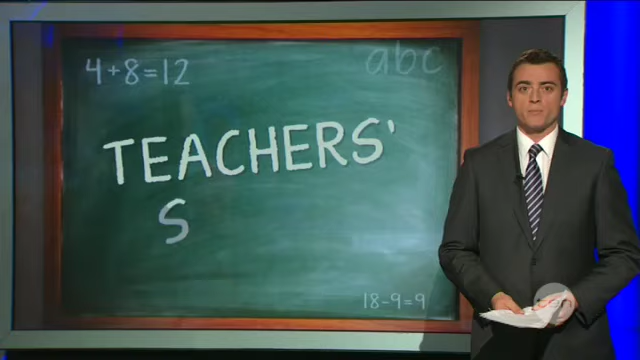 4+8=12
abc
TEACHERS'
S
18-9=9